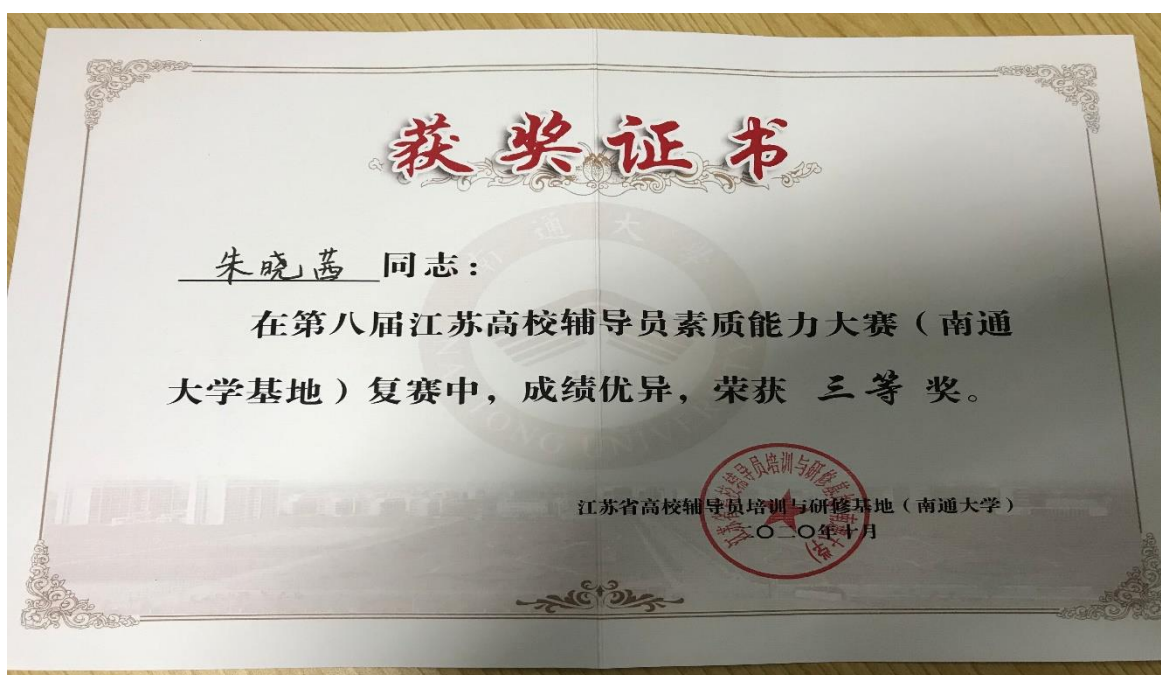 获奖证书
朱晓茜 同志：
在第八届江苏高校辅导员素质能力大赛（南通
大学基地）复赛中，成绩优异，荣获 三等 奖。
江苏省高校辅导员培训与研修基地（南通大学）
二〇二〇年十月